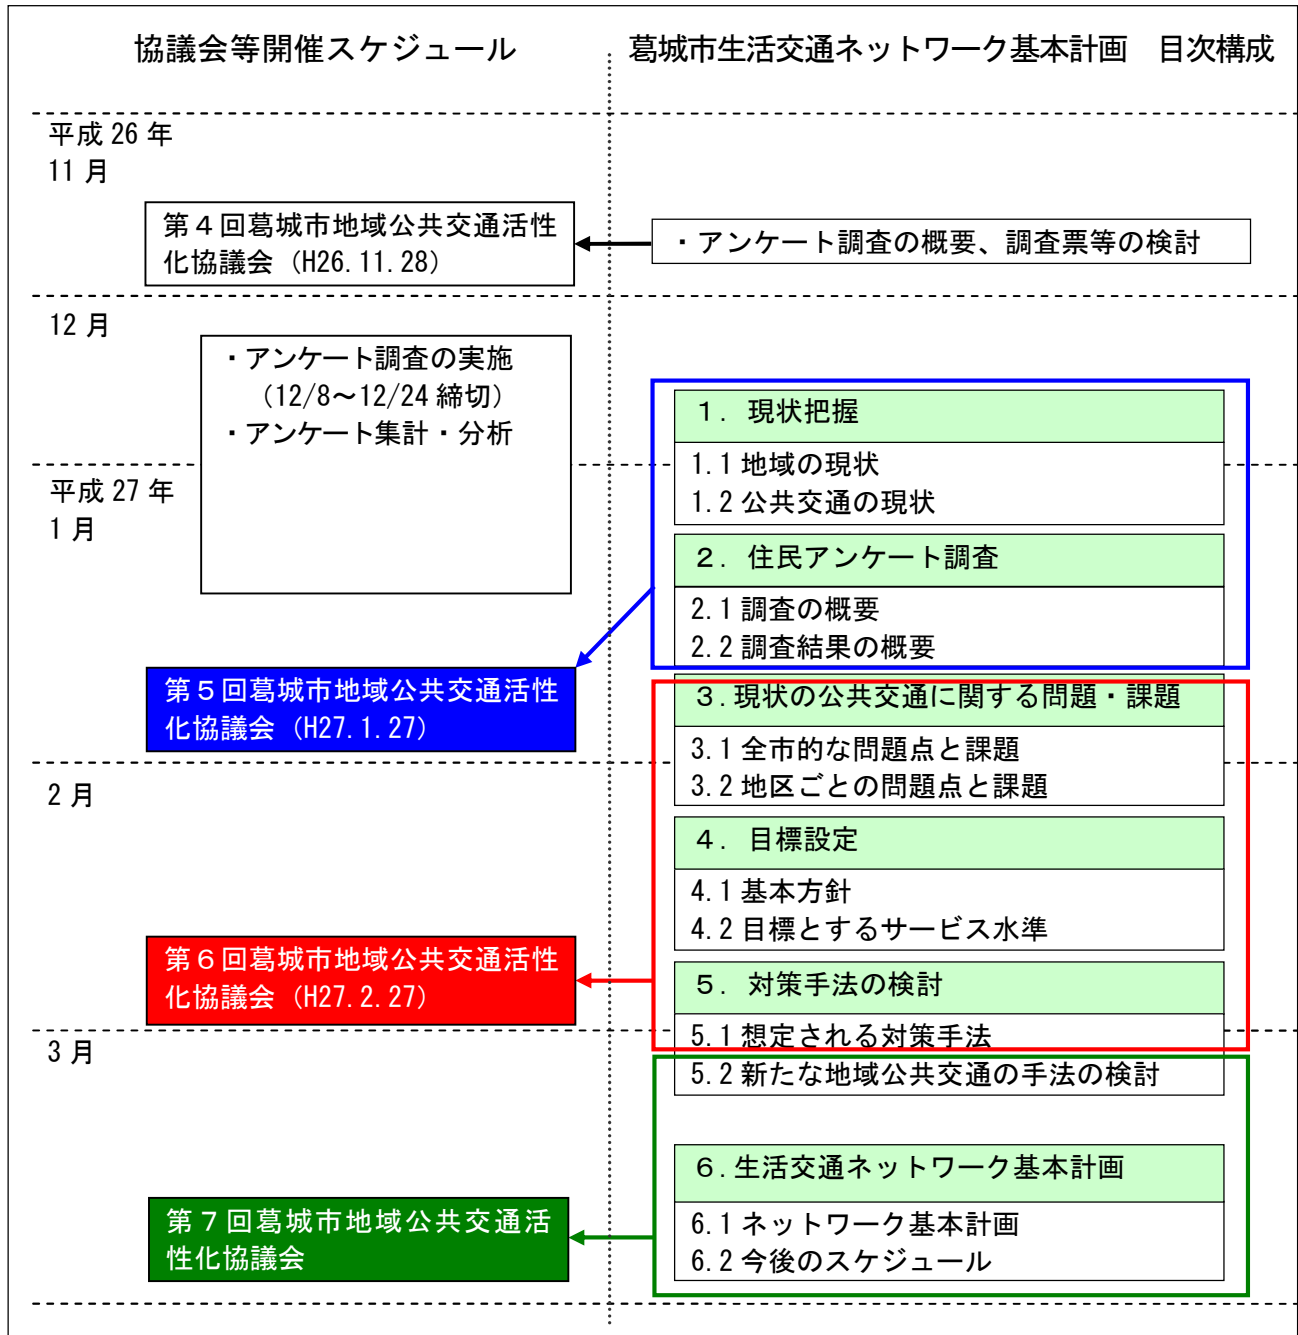 協議会等開催スケジュール
葛城市生活交通ネットワーク基本計画　目次構成
平成 26 年
11 月
第４回葛城市地域公共交通活性
化協議会（H26.11.28）
・アンケート調査の概要、調査票等の検討
12 月
・アンケート調査の実施
（12/8～12/24 締切）
・アンケート集計・分析
平成 27 年
1 月
１．現状把握
1.1 地域の現状
1.2 公共交通の現状
２．住民アンケート調査
2.1 調査の概要
2.2 調査結果の概要
第５回葛城市地域公共交通活性
化協議会（H27.1.27）
３.現状の公共交通に関する問題・課題
3.1 全市的な問題点と課題
3.2 地区ごとの問題点と課題
2 月
４．目標設定
4.1 基本方針
4.2 目標とするサービス水準
第６回葛城市地域公共交通活性
化協議会（H27.2.27）
５．対策手法の検討
5.1 想定される対策手法
5.2 新たな地域公共交通の手法の検討
3 月
６.生活交通ネットワーク基本計画
6.1 ネットワーク基本計画
6.2 今後のスケジュール
第７回葛城市地域公共交通活
性化協議会